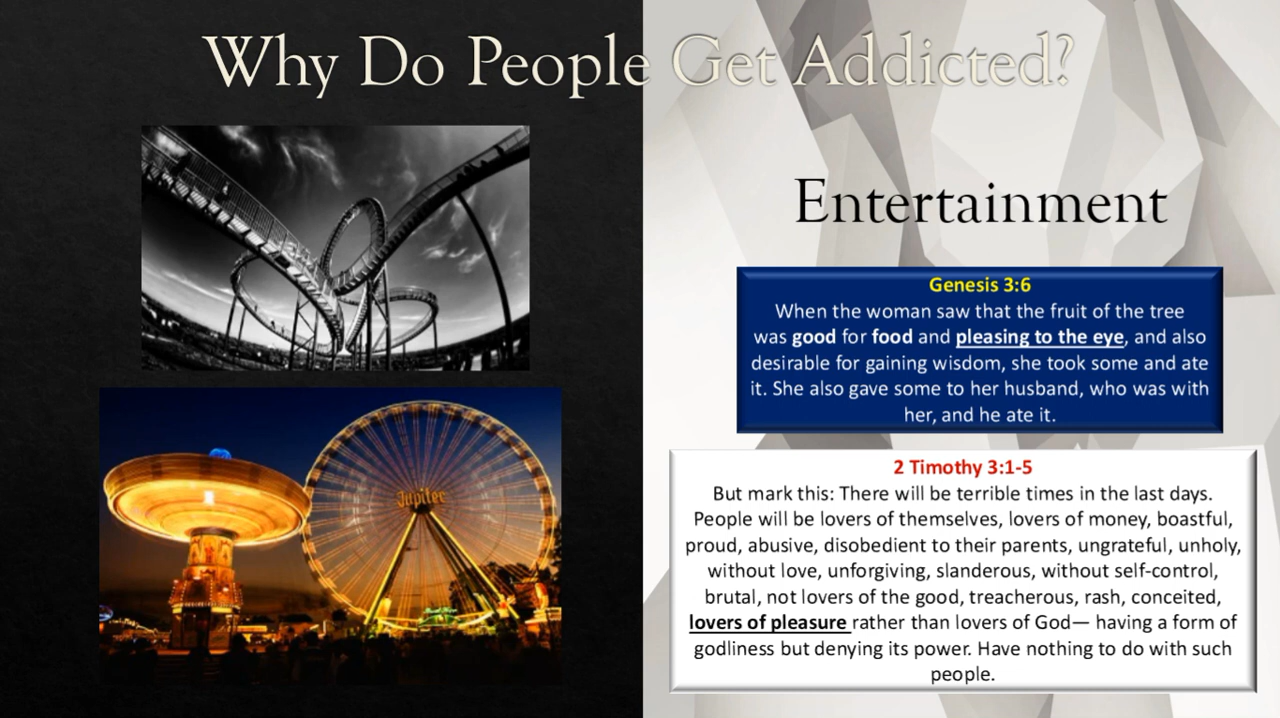 Why Do People Get Addicted?
Entertainment
Genesis 3:6
When the woman saw that the fruit of the tree
was good for food and pleasing to the eye, and also
desirable for gaining wisdom, she took some and ate
it. She also gave some to her husband, who was with
her, and he ate it.
2 Timothy 3:1-5
But mark this: There will be terrible times in the last days.
People will be lovers of themselves, lovers of money, boastful,
proud, abusive, disobedient to their parents, ungrateful, unholy,
without love, unforgiving, slanderous, without self-control,
brutal, not lovers of the good, treacherous, rash, conceited,
lovers of pleasure rather than lovers of God— having a form of
godliness but denying its power. Have nothing to do with such
people.
Jupiter